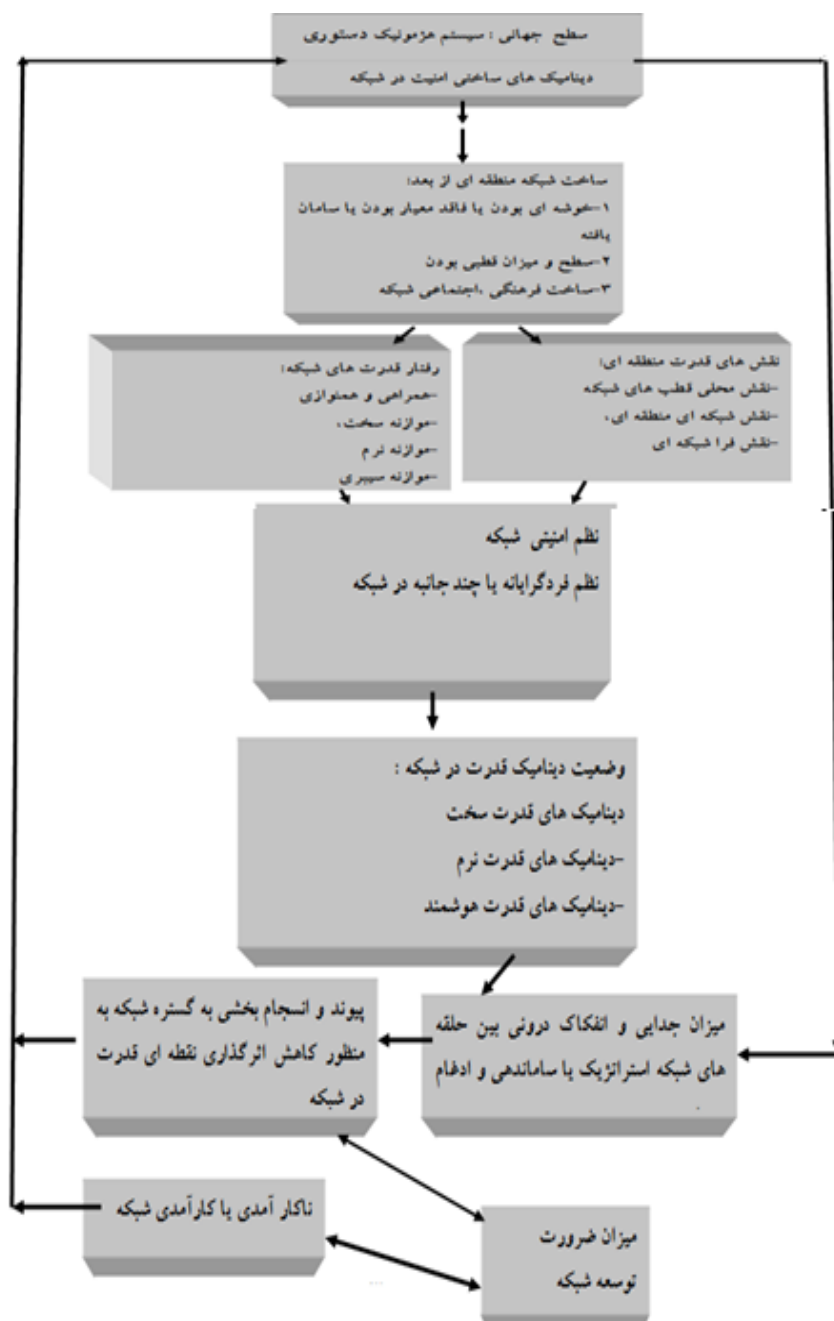 سطح جهانی : سیستم هژمونیک دستوری
دینامیک های ساختی امنیت در شبکه
ساخت شبکه منطقه ای از بعد:
۱-خوشه ای بودن یا فاقد معیار بودن یا سامان
یافته
۲-سطح و میزان قطبی بودن
۳-ساخت فرهنگی ،اجتماعی شبکه
نقش های قدرت منطقه ای:
-نقش محلی قطب های شبکه
-نقش شبکه ای منطقه ای،
-نقش فرا شبکه ای
رفتار قدرت های شبکه:
-همراهی و همنوازی
-موازنه سخت،
-موازنه نرم
-موازنه سیبری
نظم امنیتی شبکه
نظم فردگرایانه یا چند جانبه در شبکه
وضعیت دینامیک قدرت در شبکه :
دینامیک های قدرت سخت
-دینامیک های قدرت نرم
-دینامیک های قدرت هوشمند
میزان جدایی و انفکاک درونی بین حلقه
های شبکه استراتژیک یا ساماندهی و ادغام
.
پیوند و انسجام بخشی به گستره شبکه به
منظور کاهش اثرگذاری نقطه ای قدرت
در شبکه
ناکار آمدی یا کارآمدی شبکه
میزان ضرورت
توسعه شبکه
...